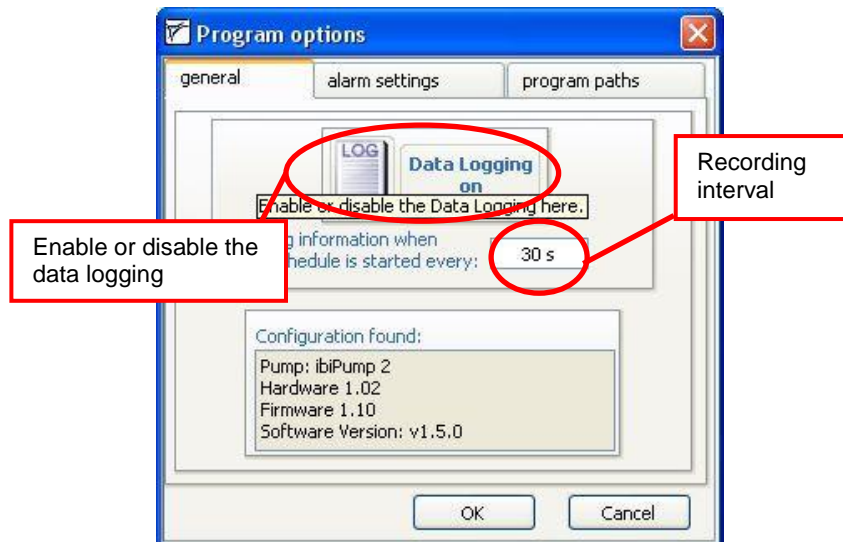 Program options
general
alarm settings
program paths
LOG
Data Logging
on
Enable or disable the Data Logging here.
Recording
interval
Enable or disable the
data logging
information when
schedule is started every:
30 s
Configuration found:
Pump: ibiPump 2
Hardware 1.02
Firmware 1.10
Software Version: v1.5.0
OK
Cancel